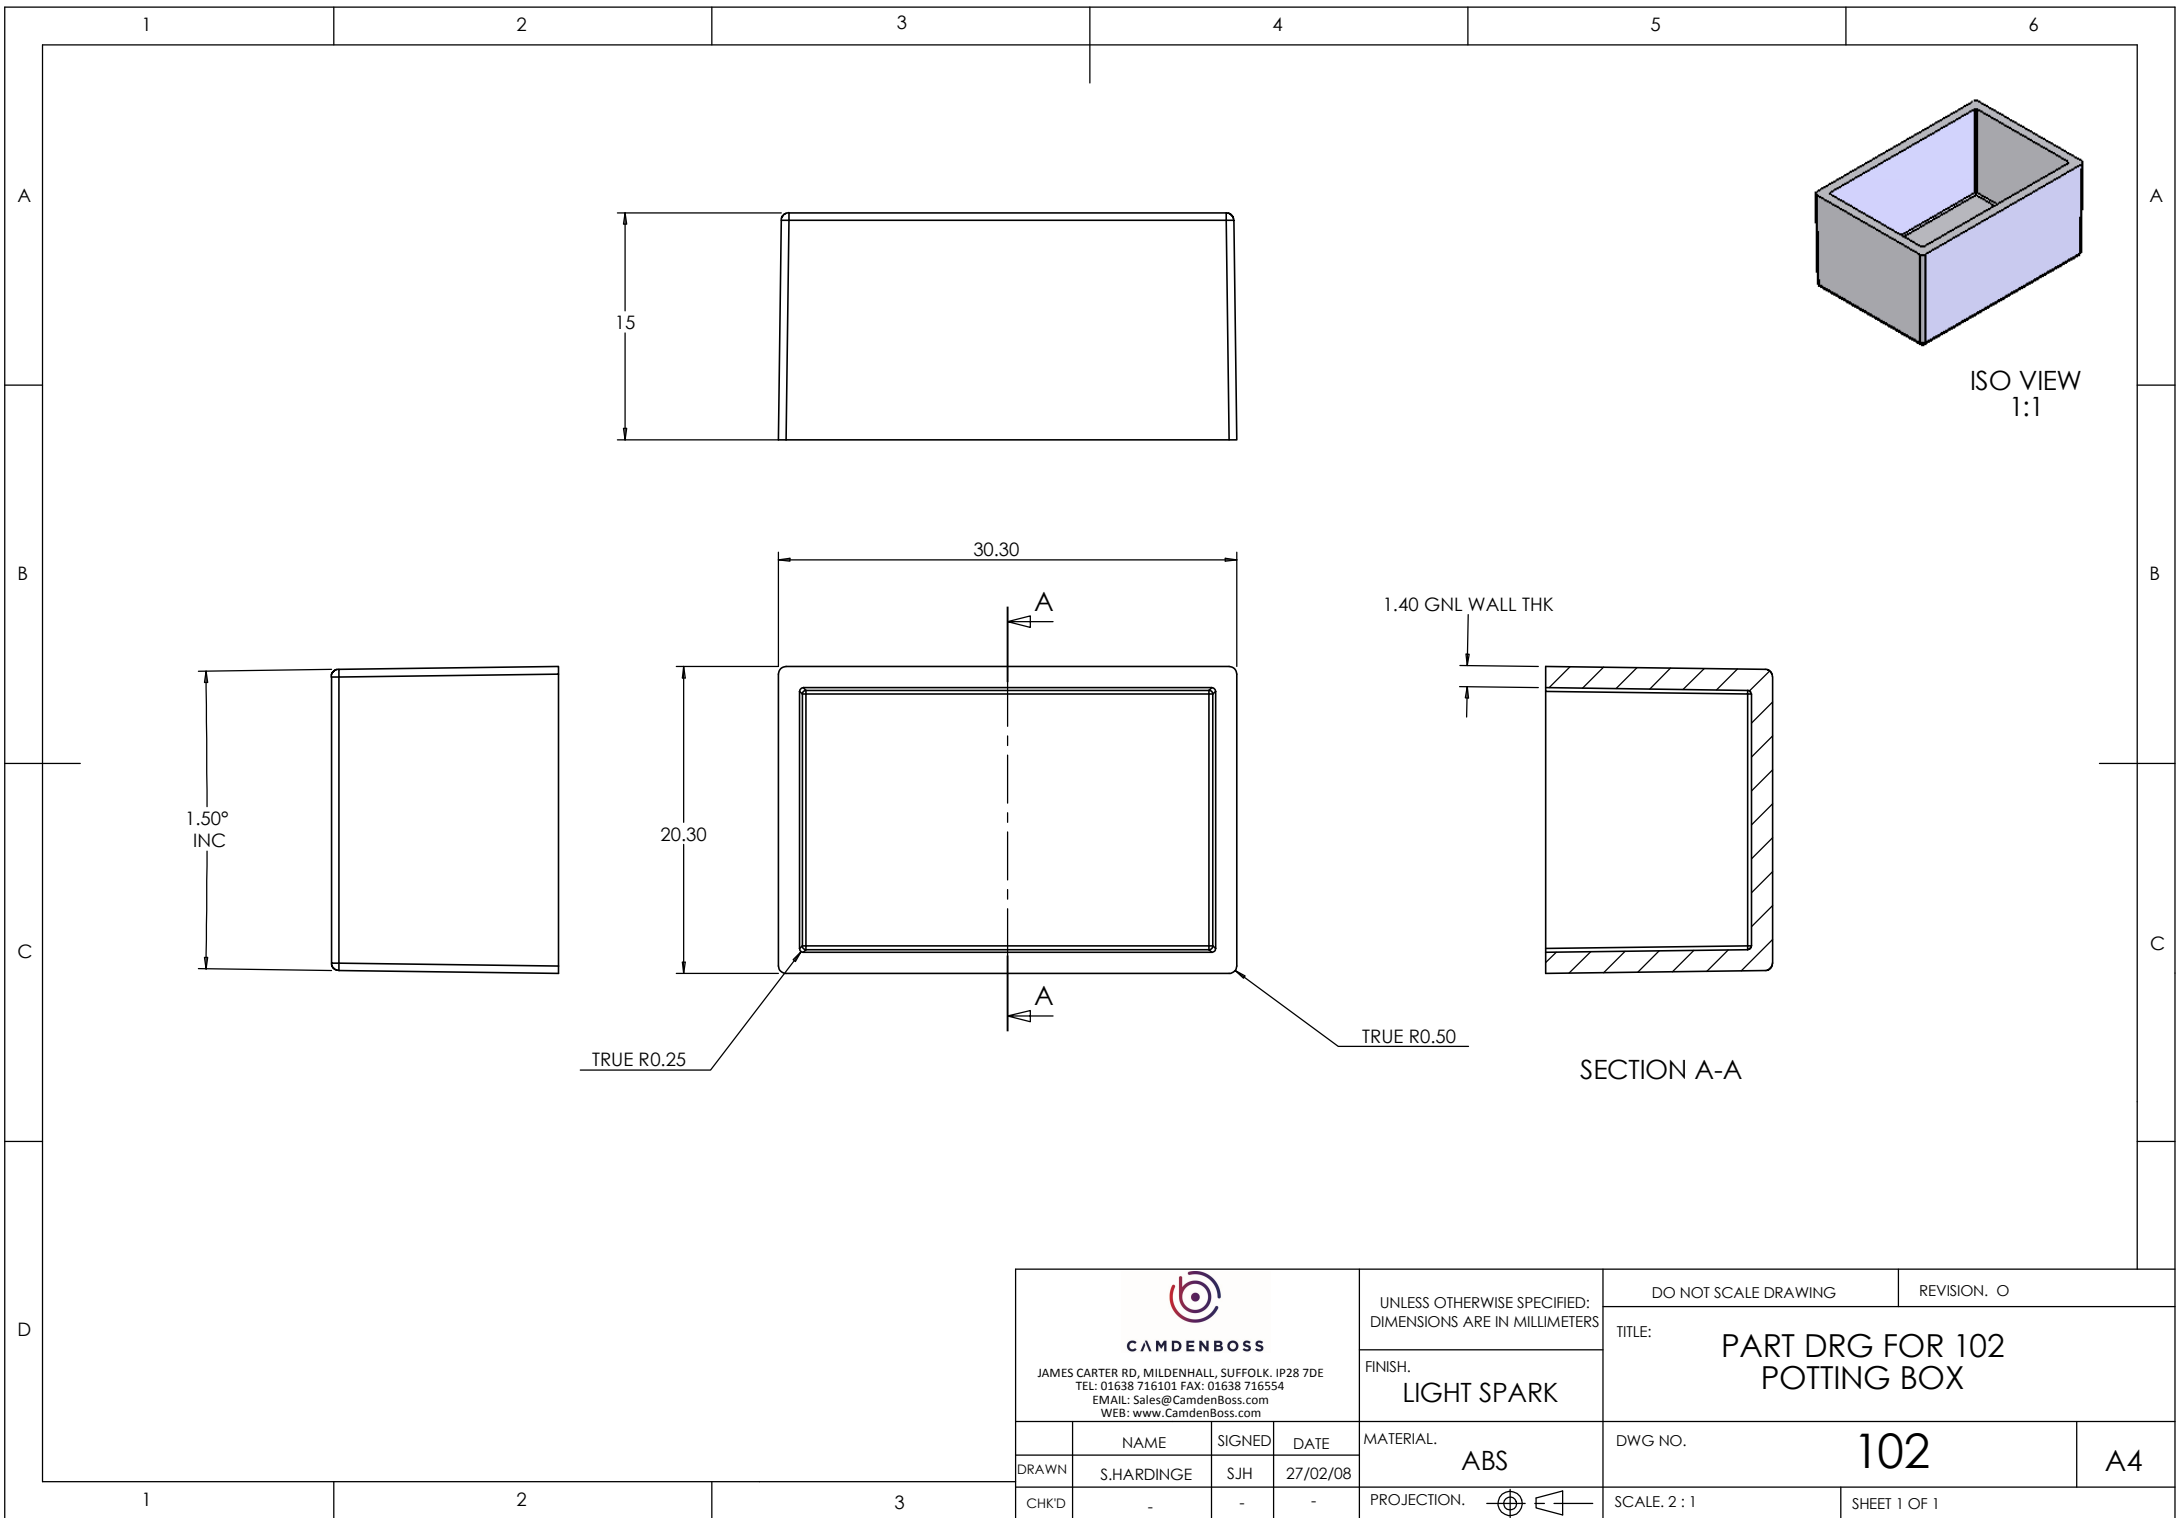 1 2 3 4 5 6
A A
15
ISO VIEW
1:1
B B
30.30
A
1.40 GNL WALL THK
1.50°
INC
20.30
C C
A
TRUE R0.25
TRUE R0.50
SECTION A-A
D
CAMDENBOSS
JAMES CARTER RD, MILDENHALL, SUFFOLK. IP28 7DE
TEL: 01638 716101 FAX: 01638 716554
EMAIL: Sales@CamdenBoss.com
WEB: www.CamdenBoss.com
UNLESS OTHERWISE SPECIFIED:
DIMENSIONS ARE IN MILLIMETERS
DO NOT SCALE DRAWING
REVISION. O
TITLE:
PART DRG FOR 102
POTTING BOX
FINISH.
LIGHT SPARK
NAME SIGNED DATE
DRAWN S.HARDINGE SJH 27/02/08
CHK'D - - -
MATERIAL.
ABS
DWG NO.
102
A4
PROJECTION.
SCALE. 2 : 1
SHEET 1 OF 1
1 2 3